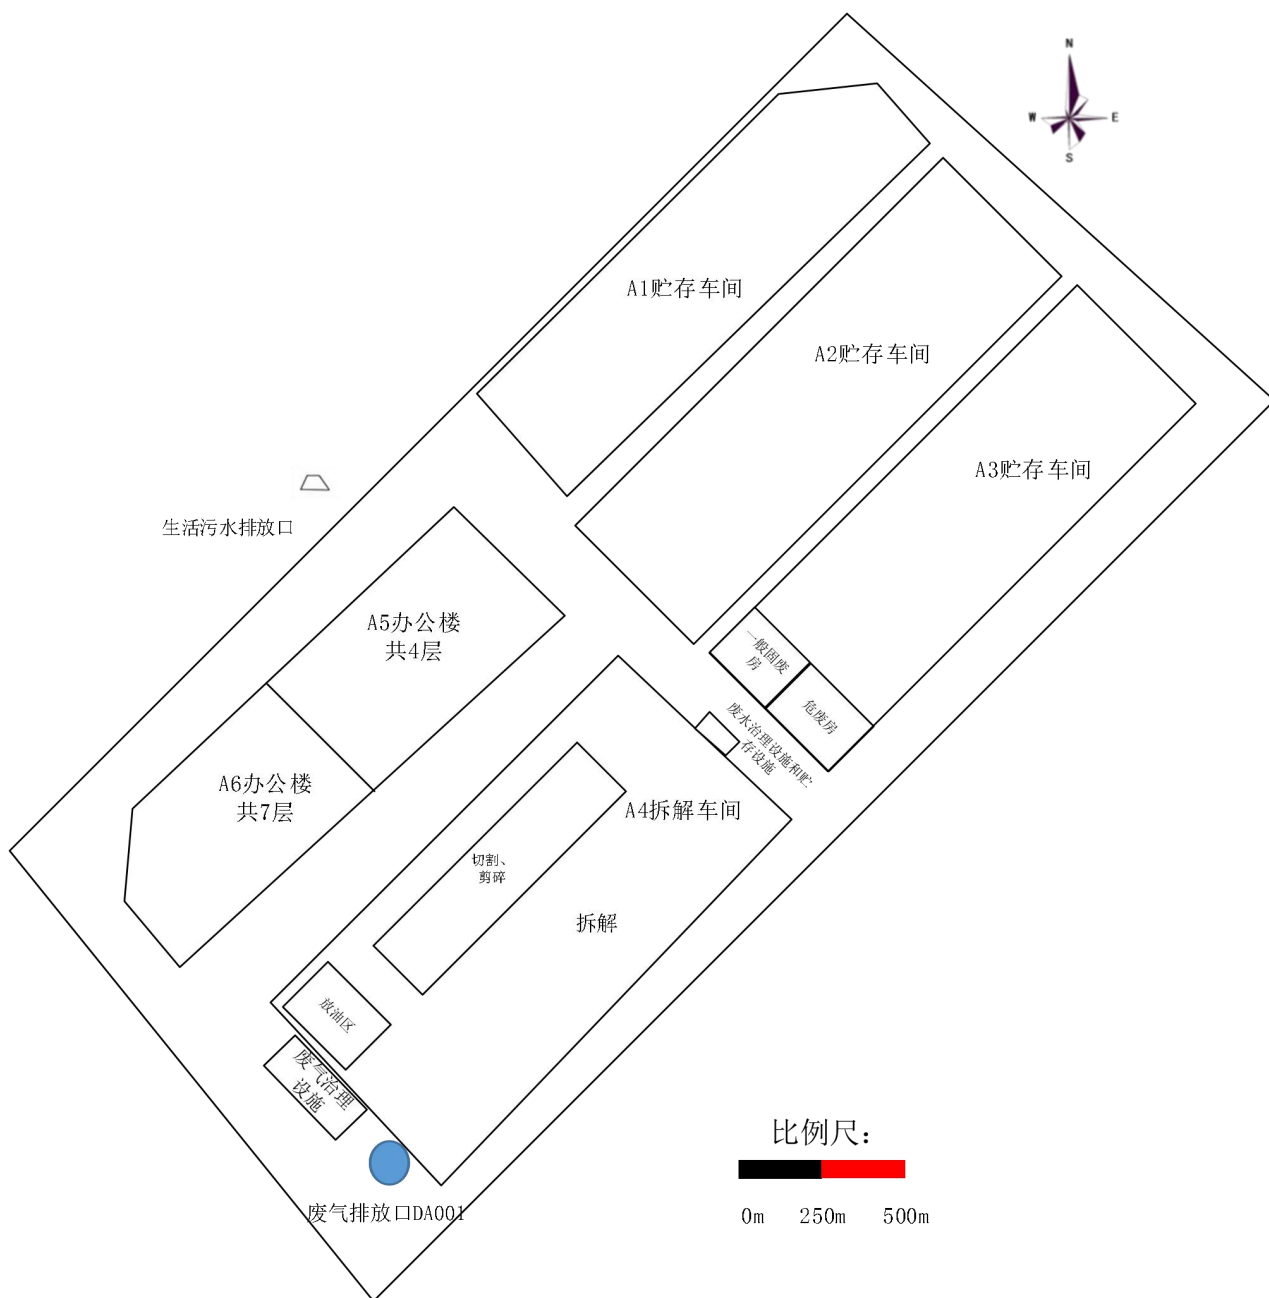 N
W
E
S
A1贮存车间
A2贮存车间
A3贮存车间
生活污水排放口
A5办公楼
共4层
一般固废
房
危废房
废水治理设施和贮
存设施
A6办公楼
共7层
A4拆解车间
切割、
剪碎
拆解
放油区
废气治理
设施
废气排放口DA001
比例尺：
0m 250m 500m